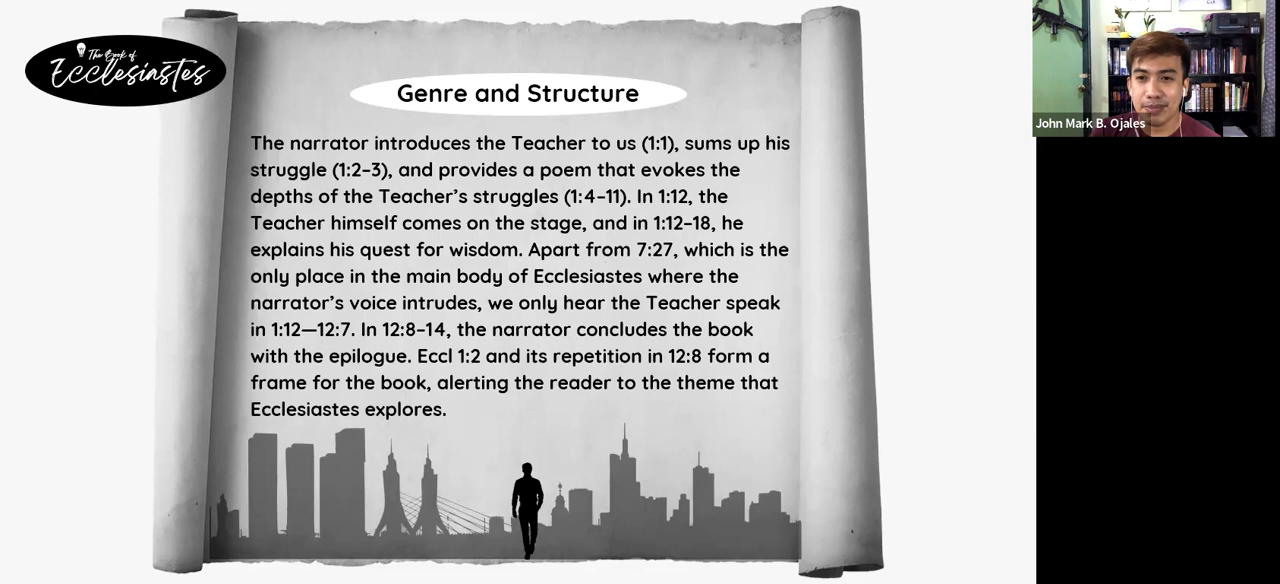 The Book of
Ecclesiastes
Genre and Structure
The narrator introduces the Teacher to us (1:1), sums up his
struggle (1:2–3), and provides a poem that evokes the
depths of the Teacher’s struggles (1:4–11). In 1:12, the
Teacher himself comes on the stage, and in 1:12–18, he
explains his quest for wisdom. Apart from 7:27, which is the
only place in the main body of Ecclesiastes where the
narrator’s voice intrudes, we only hear the Teacher speak
in 1:12—12:7. In 12:8–14, the narrator concludes the book
with the epilogue. Eccl 1:2 and its repetition in 12:8 form a
frame for the book, alerting the reader to the theme that
Ecclesiastes explores.
John Mark B. Ojales